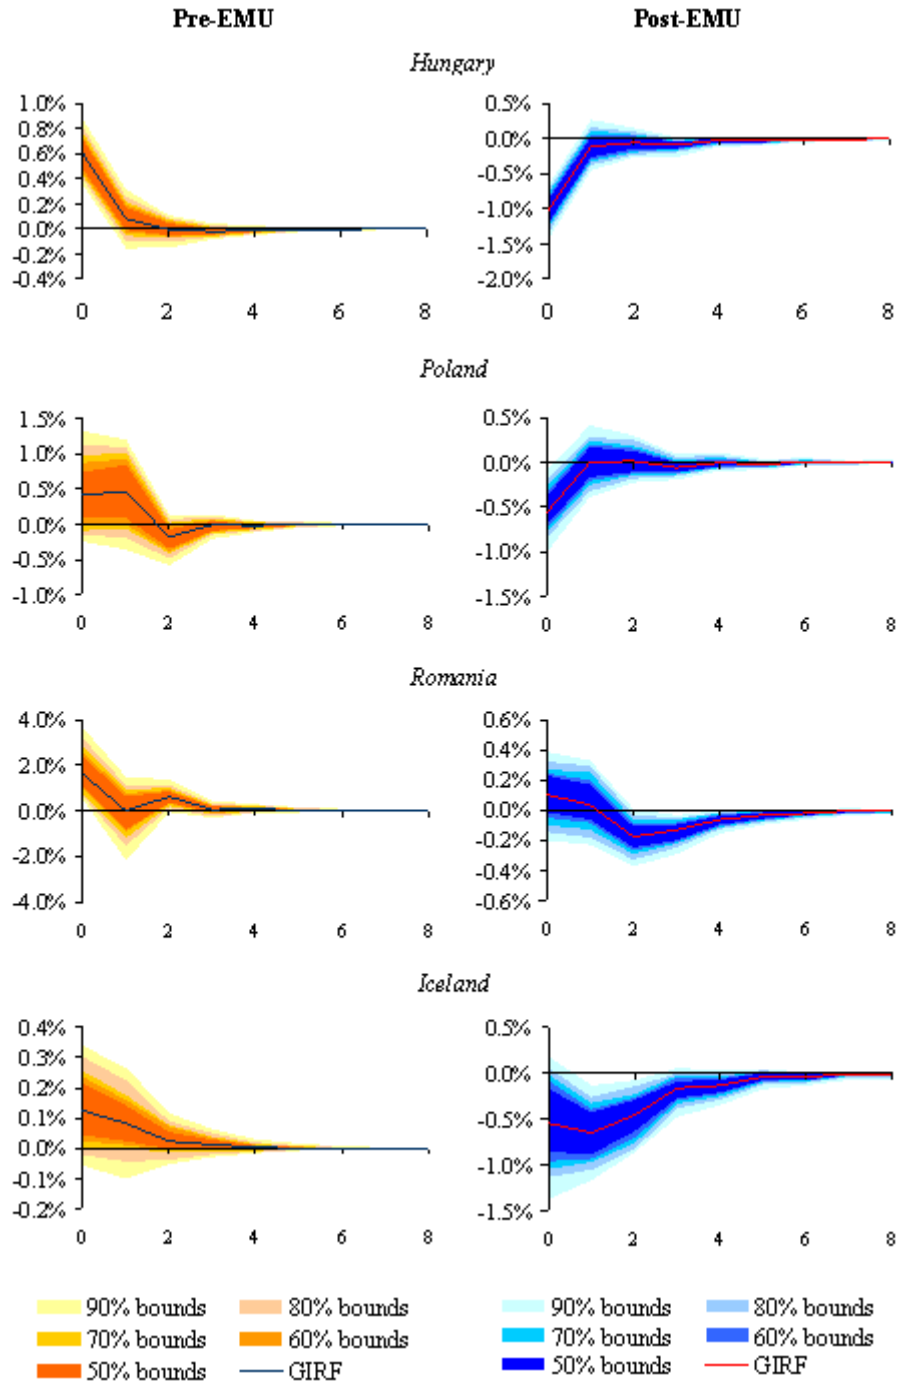 Pre-EMU Post-EMU
Hungary
1.0% 0.5%
0.8% 0.0%
0.6% -0.5%
0.4% -1.0%
0.2% -1.5%
0.0% -2.0%
-0.2%
-0.4%
0 2 4 6 8 0 2 4 6 8
Poland
1.5% 0.5%
1.0% 0.0%
0.5% -0.5%
0.0% -1.0%
-0.5% -1.5%
-1.0%
0 2 4 6 8 0 2 4 6 8
Romania
4.0% 0.6%
2.0% 0.4%
0.0% 0.2%
-2.0% 0.0%
-4.0% -0.2%
-0.4%
-0.6%
0 2 4 6 8 0 2 4 6 8
Iceland
0.4% 0.5%
0.3% 0.0%
0.2% -0.5%
0.1% -1.0%
0.0% -1.5%
-0.1%
-0.2%
0 2 4 6 8 0 2 4 6 8
90% bounds 80% bounds 90% bounds 80% bounds
70% bounds 60% bounds 70% bounds 60% bounds
50% bounds GIRF 50% bounds GIRF